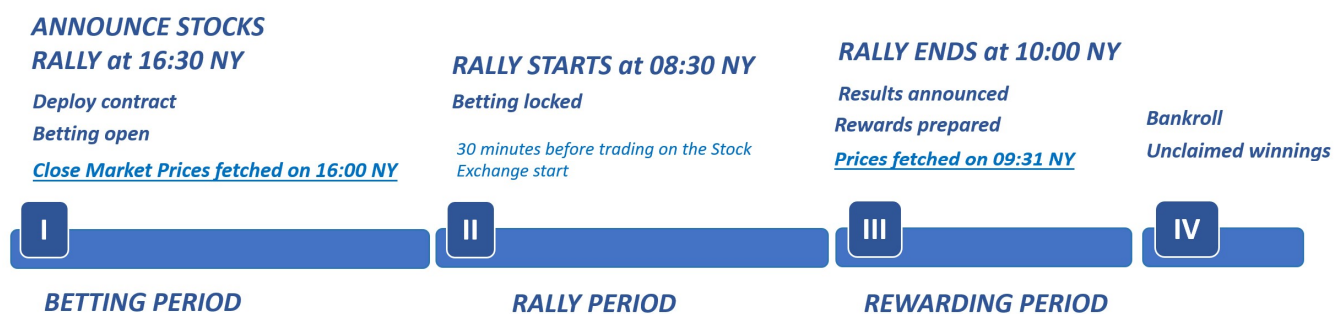 ANNOUNCE STOCKS
RALLY at 16:30 NY
Deploy contract
Betting open
Close Market Prices fetched on 16:00 NY
I
BETTING PERIOD
RALLY STARTS at 08:30 NY
Betting locked
30 minutes before trading on the Stock
Exchange start
II
RALLY PERIOD
RALLY ENDS at 10:00 NY
Results announced
Rewards prepared
Prices fetched on 09:31 NY
III
REWARDING PERIOD
Bankroll
Unclaimed winnings
IV